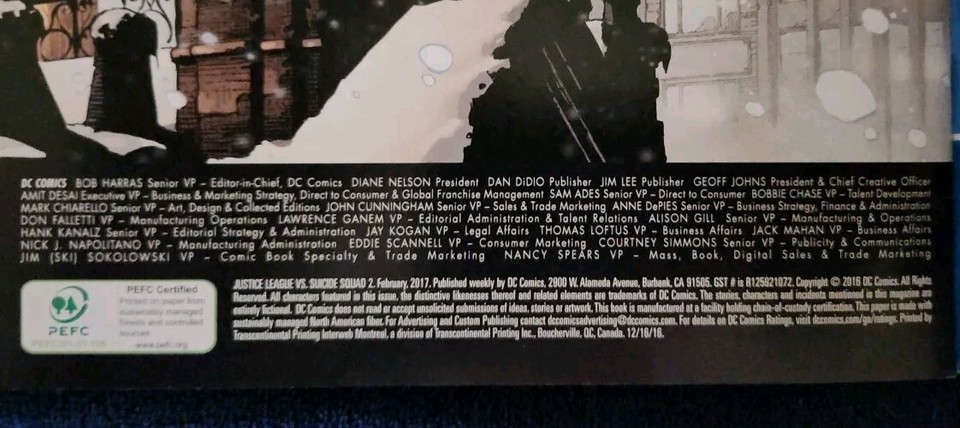 DC COMICS BOB HARRAS Senior VP – Editor-in-Chief, DC Comics DIANE NELSON President DAN DiDIO Publisher JIM LEE Publisher GEOFF JOHNS President & Chief Creative Officer
AMIT DESAI Executive VP – Business & Marketing Strategy, Direct to Consumer & Global Franchise Management SAM ADES Senior VP – Direct to Consumer BOBBIE CHASE VP – Talent Development
MARK CHIARELLO Senior VP – Art, Design & Collected Editions JOHN CUNNINGHAM Senior VP – Sales & Trade Marketing ANNE DePIES Senior VP – Business Strategy, Finance & Administration
DON FALLETTI VP – Manufacturing Operations LAWRENCE GANEM VP – Editorial Administration & Talent Relations ALISON GILL Senior VP – Manufacturing & Operations
HANK KANALZ Senior VP – Editorial Strategy & Administration JAY KOGAN VP – Legal Affairs THOMAS LOFTUS VP – Business Affairs JACK MAHAN VP – Business Affairs
NICK J. NAPOLITANO VP – Manufacturing Administration EDDIE SCANNELL VP – Consumer Marketing COURTNEY SIMMONS Senior VP – Publicity & Communications
JIM (SKI) SOKOLOWSKI VP – Comic Book Specialty & Trade Marketing NANCY SPEARS VP – Mass, Book, Digital Sales & Trade Marketing
PEFC
PEFC Certified
Printed on paper from
sustainably managed
forests and controlled
sources
www.pefc.org
JUSTICE LEAGUE VS. SUICIDE SQUAD 2. February, 2017. Published weekly by DC Comics, 2900 W. Alameda Avenue, Burbank, CA 91505. GST # is R125921072. Copyright © 2016 DC Comics. All Rights
Reserved. All characters featured in this issue, the distinctive likenesses thereof and related elements are trademarks of DC Comics. The stories, characters and incidents mentioned in this magazine are
entirely fictional. DC Comics does not read or accept unsolicited submissions of ideas, stories or artwork. This book is manufactured at a facility holding chain-of-custody certification. This paper is made with
sustainably managed North American fiber. For Advertising and Custom Publishing contact dccomicsadvertising@dccomics.com. For details on DC Comics Ratings, visit dccomics.com/go/ratings. Printed by
Transcontinental Printing Interweb Montreal, a division of Transcontinental Printing Inc., Boucherville, QC, Canada. 12/16/16.